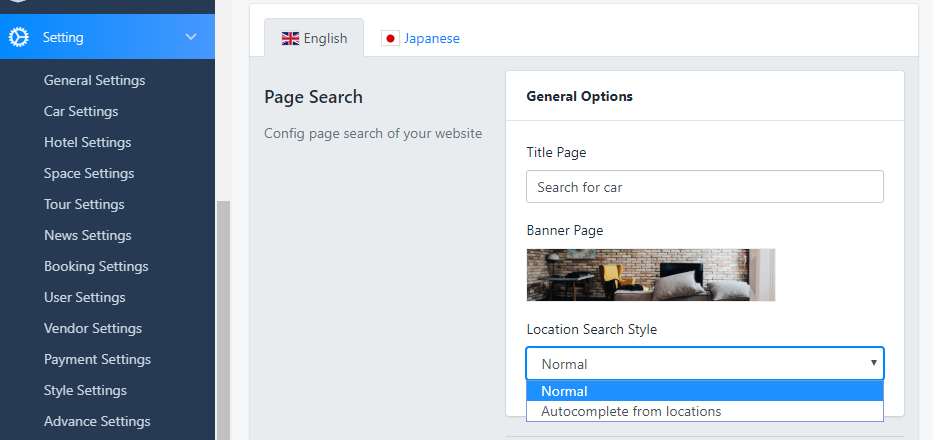 Setting
General Settings
Car Settings
Hotel Settings
Space Settings
Tour Settings
News Settings
Booking Settings
User Settings
Vendor Settings
Payment Settings
Style Settings
Advance Settings
English
Japanese
Page Search
Config page search of your website
General Options
Title Page
Search for car
Banner Page
Location Search Style
Normal
Normal
Autocomplete from locations